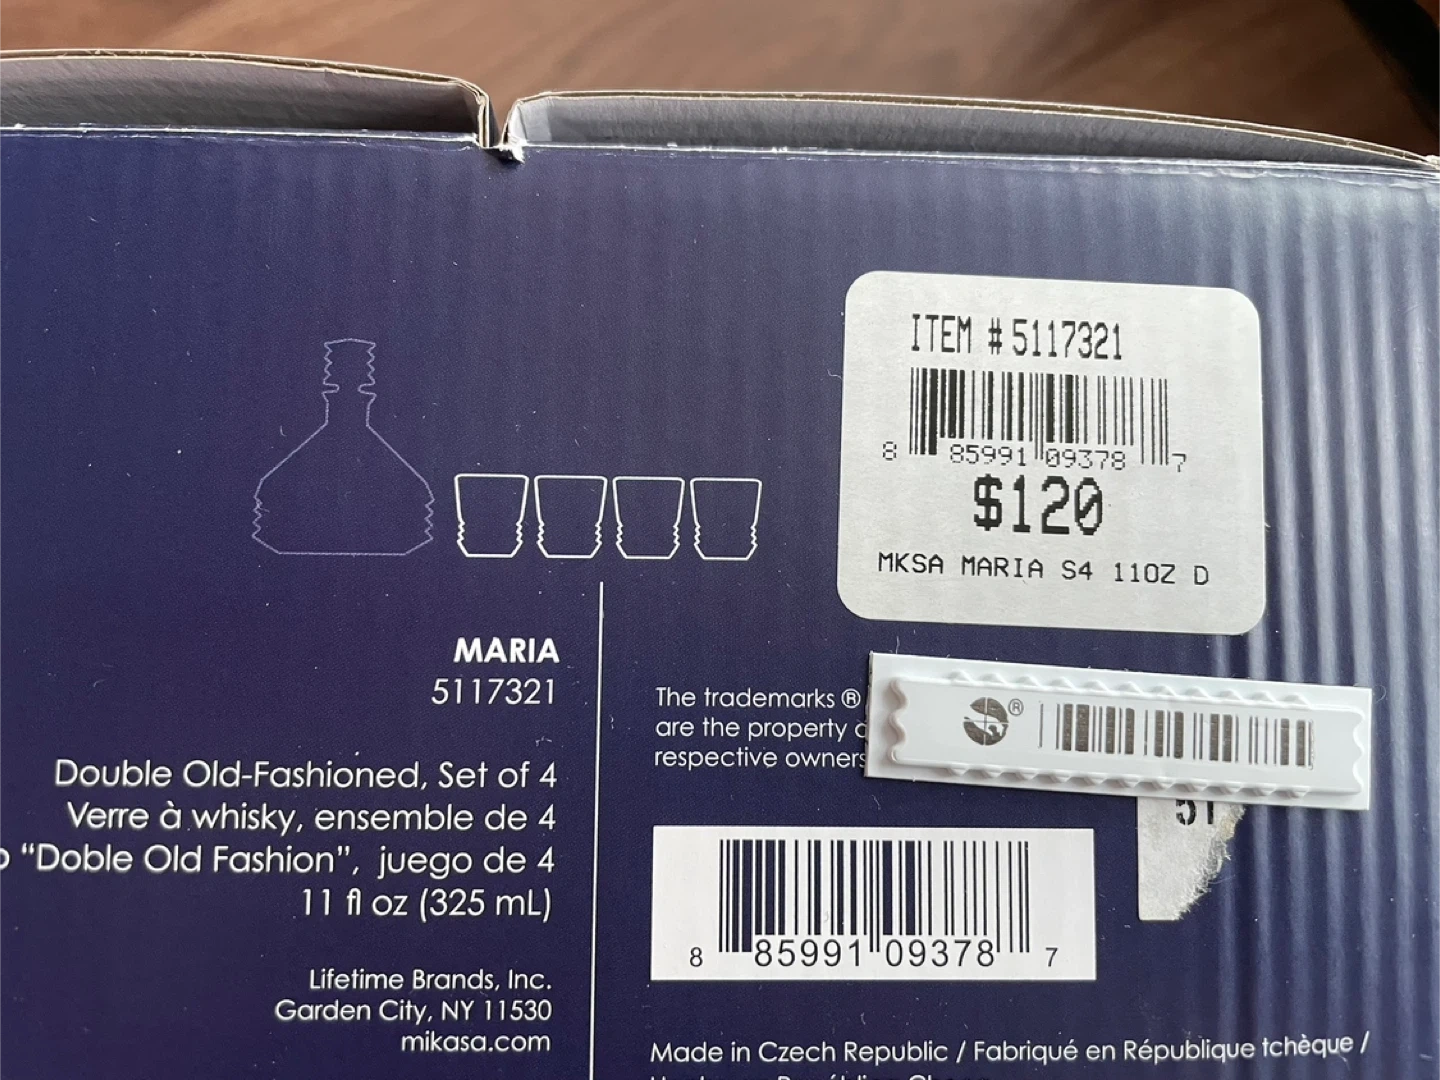 ITEM # 5117321
8 85991 09378 7
$120
MKSA MARIA S4 11OZ D
MARIA
5117321
Double Old-Fashioned, Set of 4
Verre à whisky, ensemble de 4
“Doble Old Fashion”, juego de 4
11 fl oz (325 mL)
Lifetime Brands, Inc.
Garden City, NY 11530
mikasa.com
The trademarks ®
are the property
respective owners
®
51
8 85991 09378 7
Made in Czech Republic / Fabriqué en République tchèque /